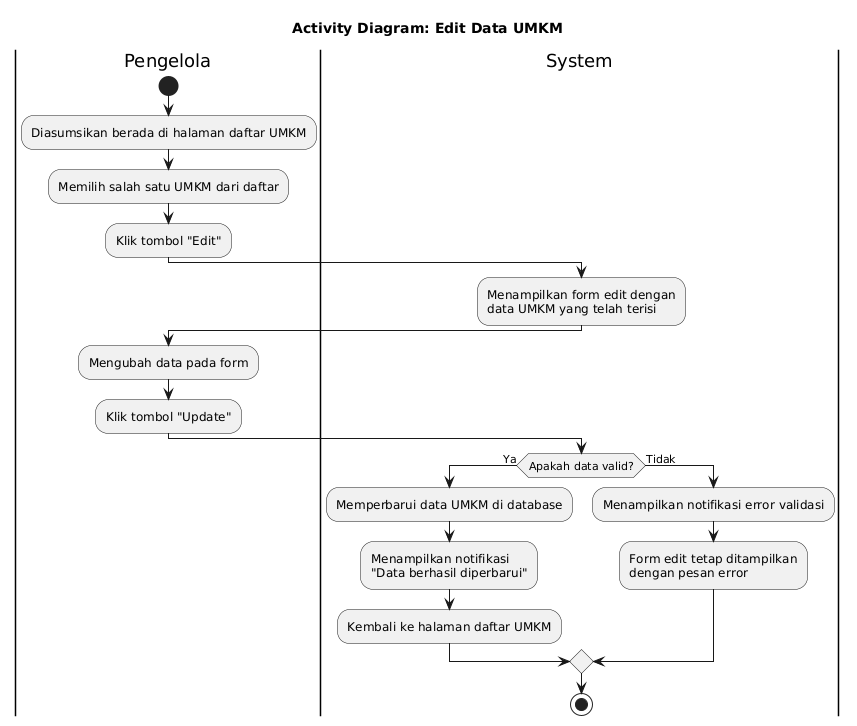 Activity Diagram: Edit Data UMKM
Pengelola
System
Diasumsikan berada di halaman daftar UMKM
Memilih salah satu UMKM dari daftar
Klik tombol "Edit"
Menampilkan form edit dengan
data UMKM yang telah terisi
Mengubah data pada form
Klik tombol "Update"
Ya
Apakah data valid?
Tidak
Memperbarui data UMKM di database
Menampilkan notifikasi error validasi
Menampilkan notifikasi
"Data berhasil diperbarui"
Form edit tetap ditampilkan
dengan pesan error
Kembali ke halaman daftar UMKM